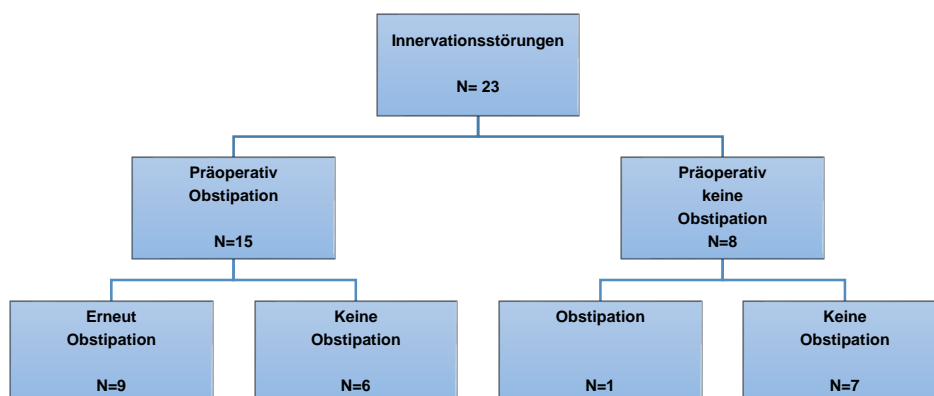 Innervationsstörungen
N= 23
Präoperativ
Obstipation
N=15
Präoperativ
keine
Obstipation
N=8
Erneut
Obstipation
N=9
Keine
Obstipation
N=6
Obstipation
N=1
Keine
Obstipation
N=7